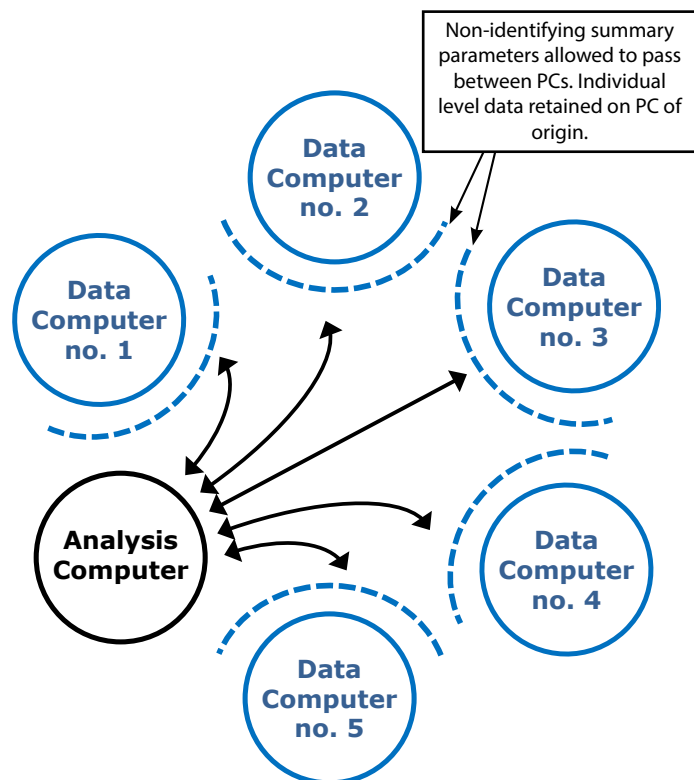 Non-identifying summary
parameters allowed to pass
between PCs. Individual
level data retained on PC of
origin.
Data
Computer
no. 2
Data
Computer
no. 1
Data
Computer
no. 3
Analysis
Computer
Data
Computer
no. 4
Data
Computer
no. 5